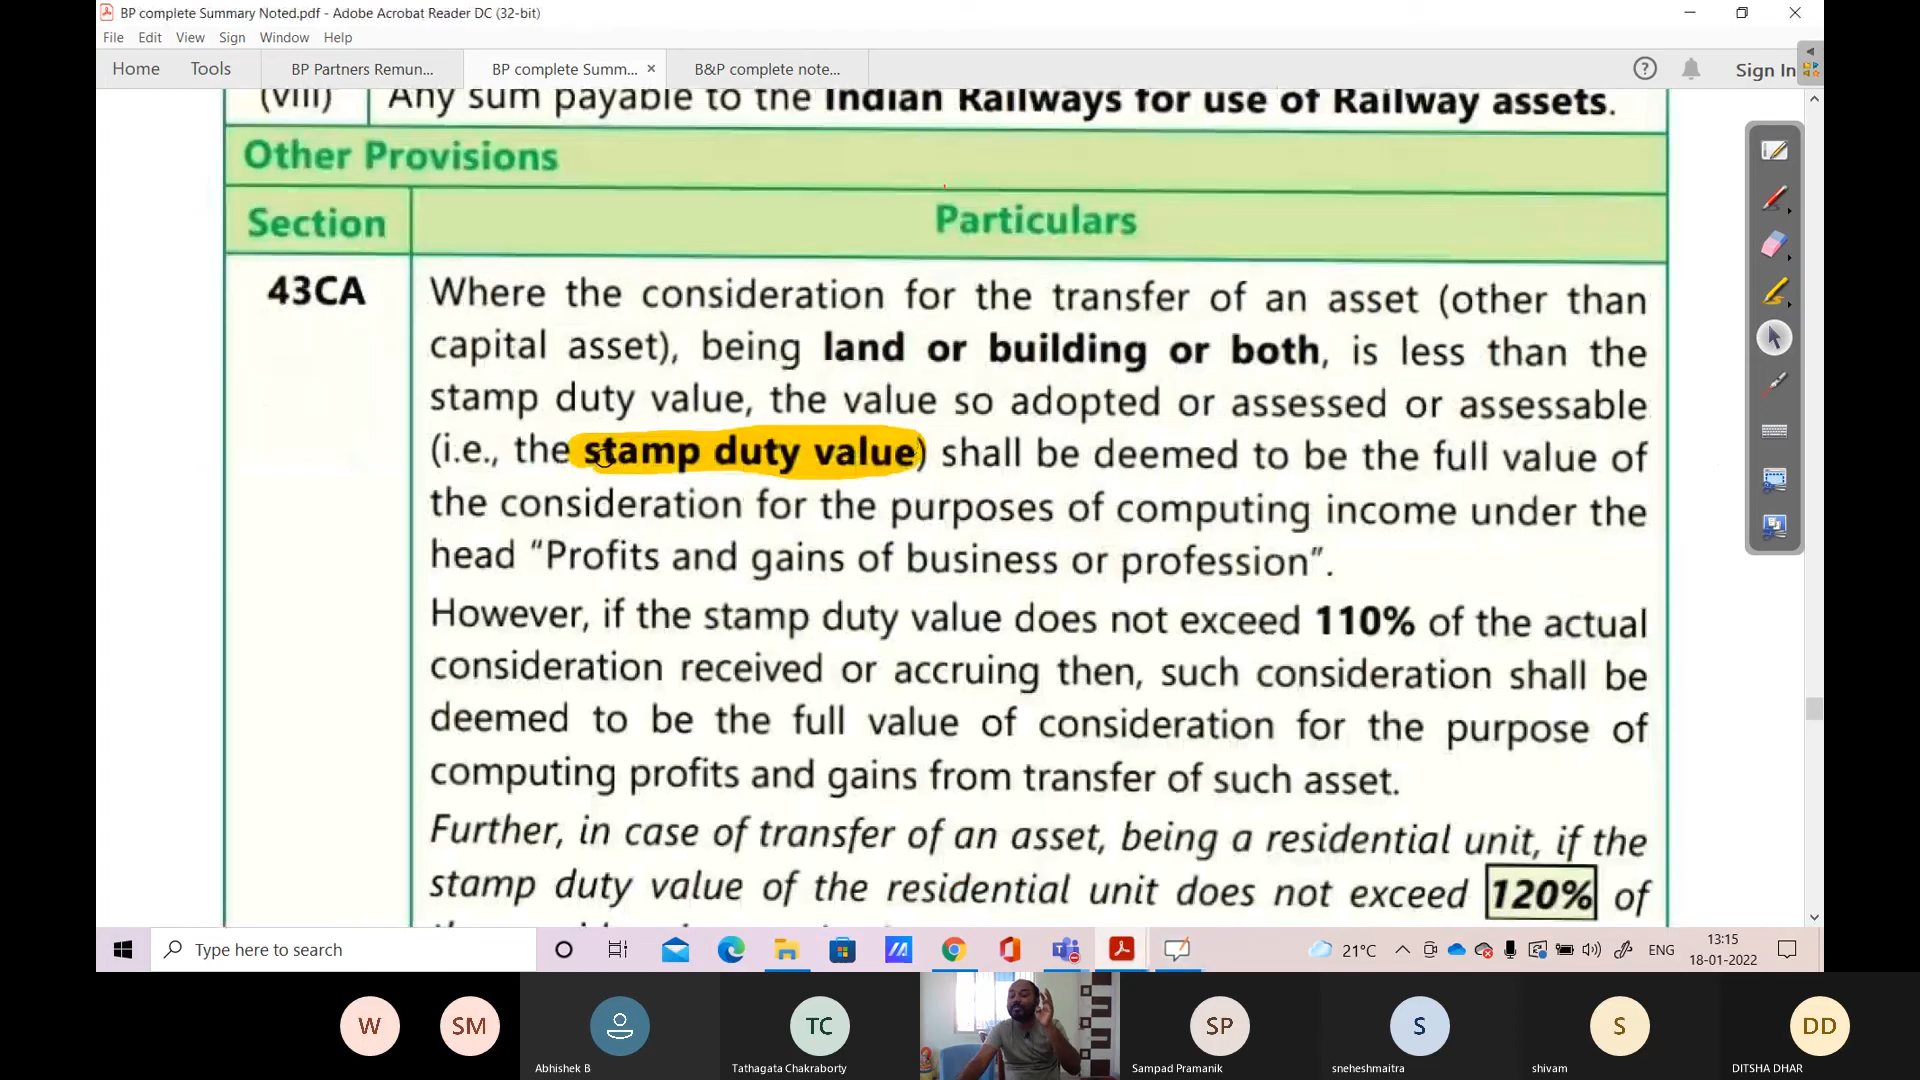 BP complete Summary Noted.pdf - Adobe Acrobat Reader DC (32-bit)
File Edit View Sign Window Help
Home Tools BP Partners Remun... BP complete Summ... B&P complete note... Sign In
(viii) Any sum payable to the Indian Railways for use of Railway assets.
Other Provisions
Section Particulars
43CA Where the consideration for the transfer of an asset (other than
capital asset), being land or building or both, is less than the
stamp duty value, the value so adopted or assessed or assessable
(i.e., the stamp duty value) shall be deemed to be the full value of
the consideration for the purposes of computing income under the
head “Profits and gains of business or profession”.
However, if the stamp duty value does not exceed 110% of the actual
consideration received or accruing then, such consideration shall be
deemed to be the full value of consideration for the purpose of
computing profits and gains from transfer of such asset.
Further, in case of transfer of an asset, being a residential unit, if the
stamp duty value of the residential unit does not exceed 120% of
Type here to search
21°C
ENG
13:15
18-01-2022
W SM TC SP S S DD
Abhishek B Tathagata Chakraborty Sampad Pramanik sneheshmaitra shivam DITSHA DHAR